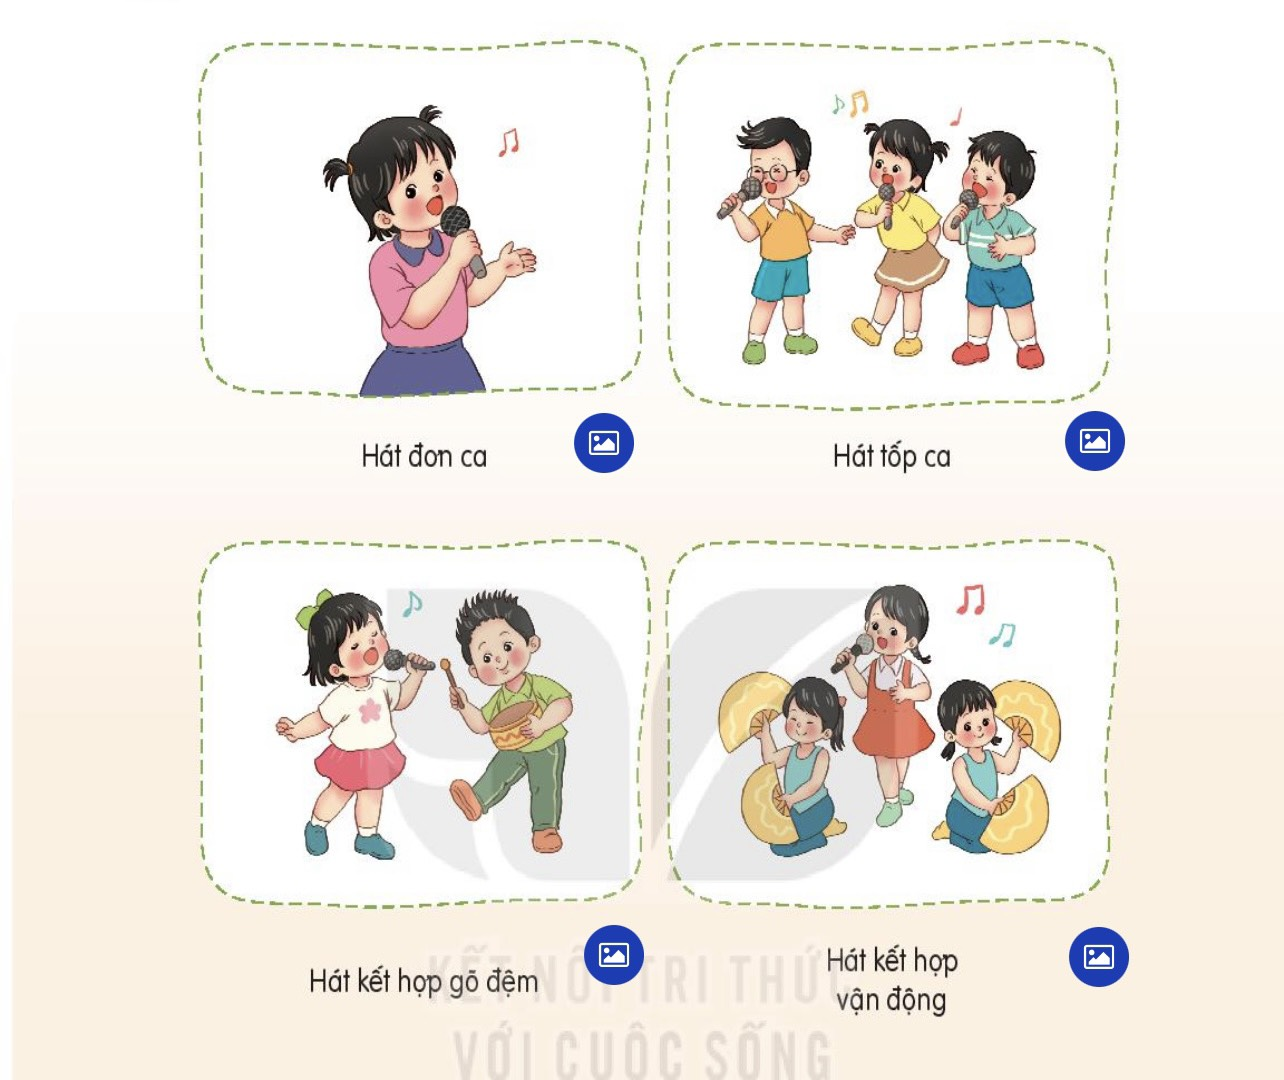 Hát đơn ca
Hát tốp ca
Hát kết hợp gõ đệm
Hát kết hợp
vận động
KẾT NỐI TRI THỨC
VỚI CUỘC SỐNG